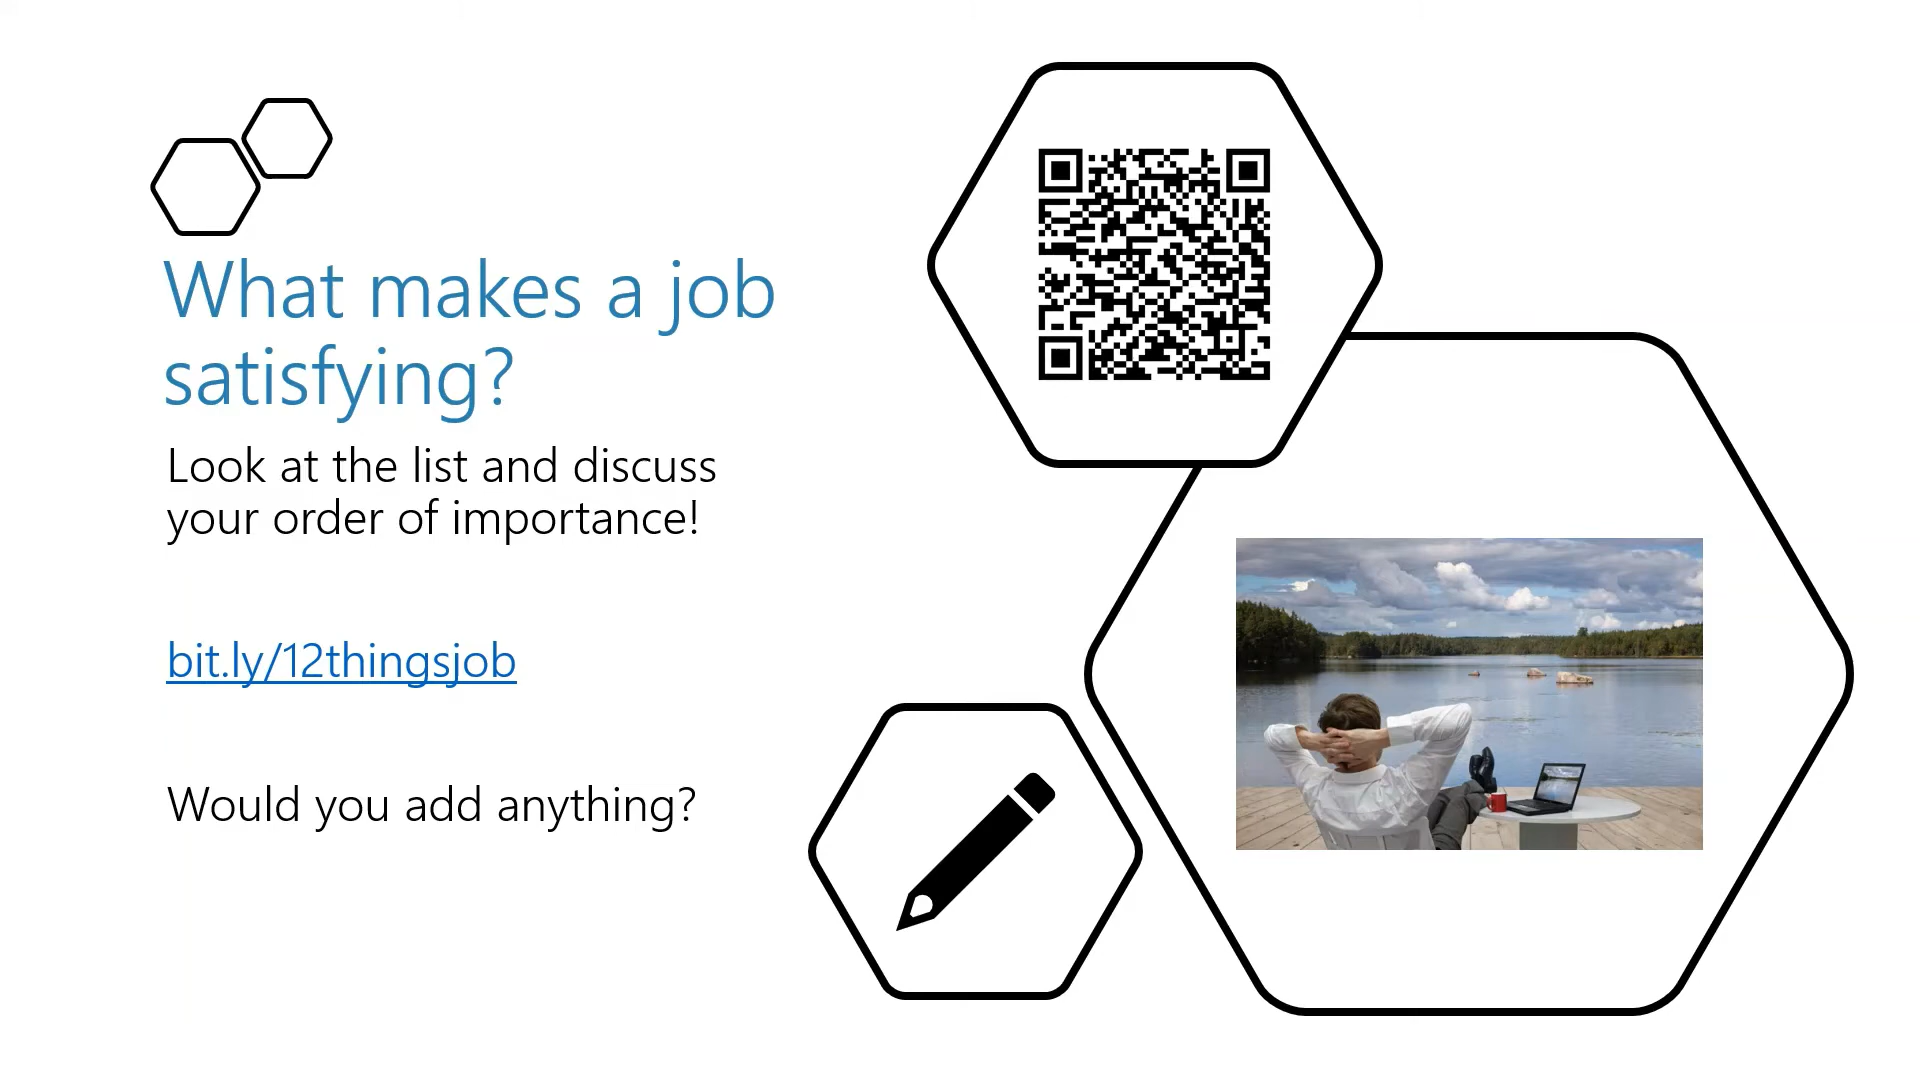 What makes a job
satisfying?
Look at the list and discuss
your order of importance!
bit.ly/12thingsjob
Would you add anything?